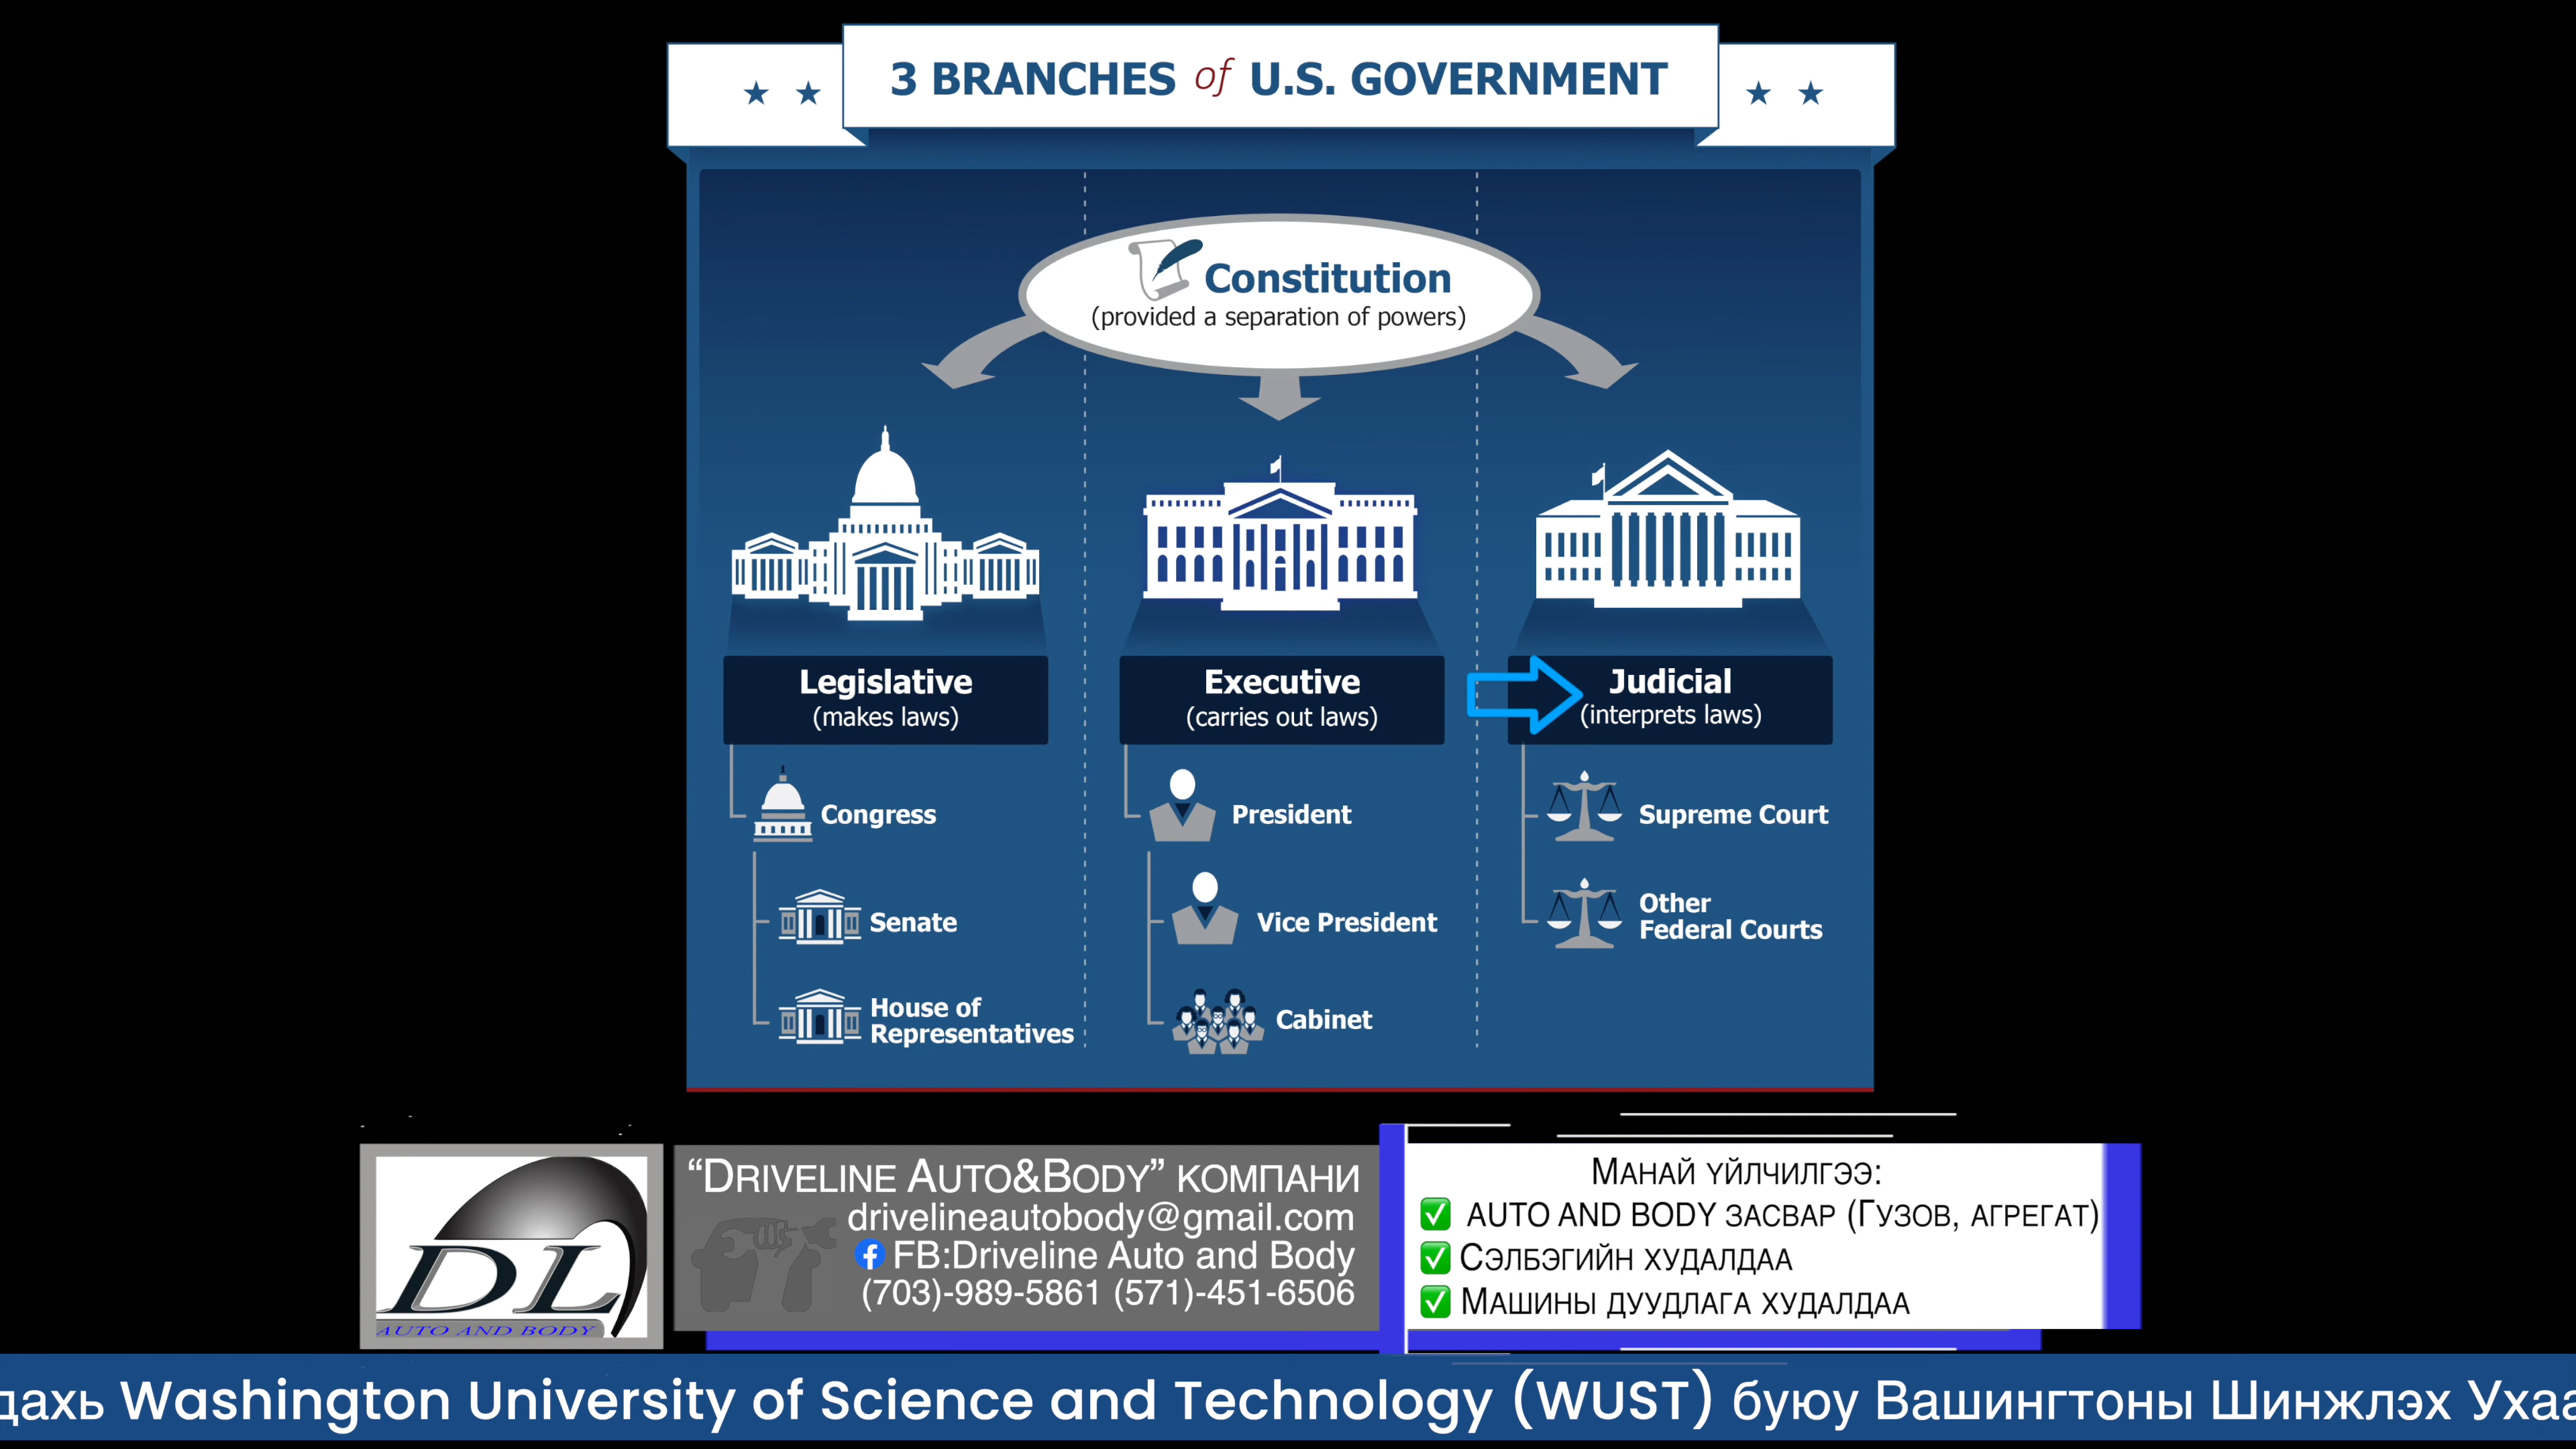 3 BRANCHES of U.S. GOVERNMENT
Constitution
(provided a separation of powers)
Legislative
(makes laws)
Congress
Senate
House of
Representatives
Executive
(carries out laws)
President
Vice President
Cabinet
Judicial
(interprets laws)
Supreme Court
Other
Federal Courts
DL
AUTO AND BODY
“DRIVELINE AUTO&BODY” КОМПАНИ
drivelineautobody@gmail.com
FB:Driveline Auto and Body
(703)-989-5861 (571)-451-6506
МАНАЙ ҮЙЛЧИЛГЭЭ:
✅ AUTO AND BODY ЗАСВАР (ГУЗОВ, АГРЕГАТ)
✅ СЭЛБЭГИЙН ХУДАЛДАА
✅ МАШИНЫ ДУУДЛАГА ХУДАЛДАА
дахь Washington University of Science and Technology (WUST) буюу Вашингтоны Шинжлэх Ухаа